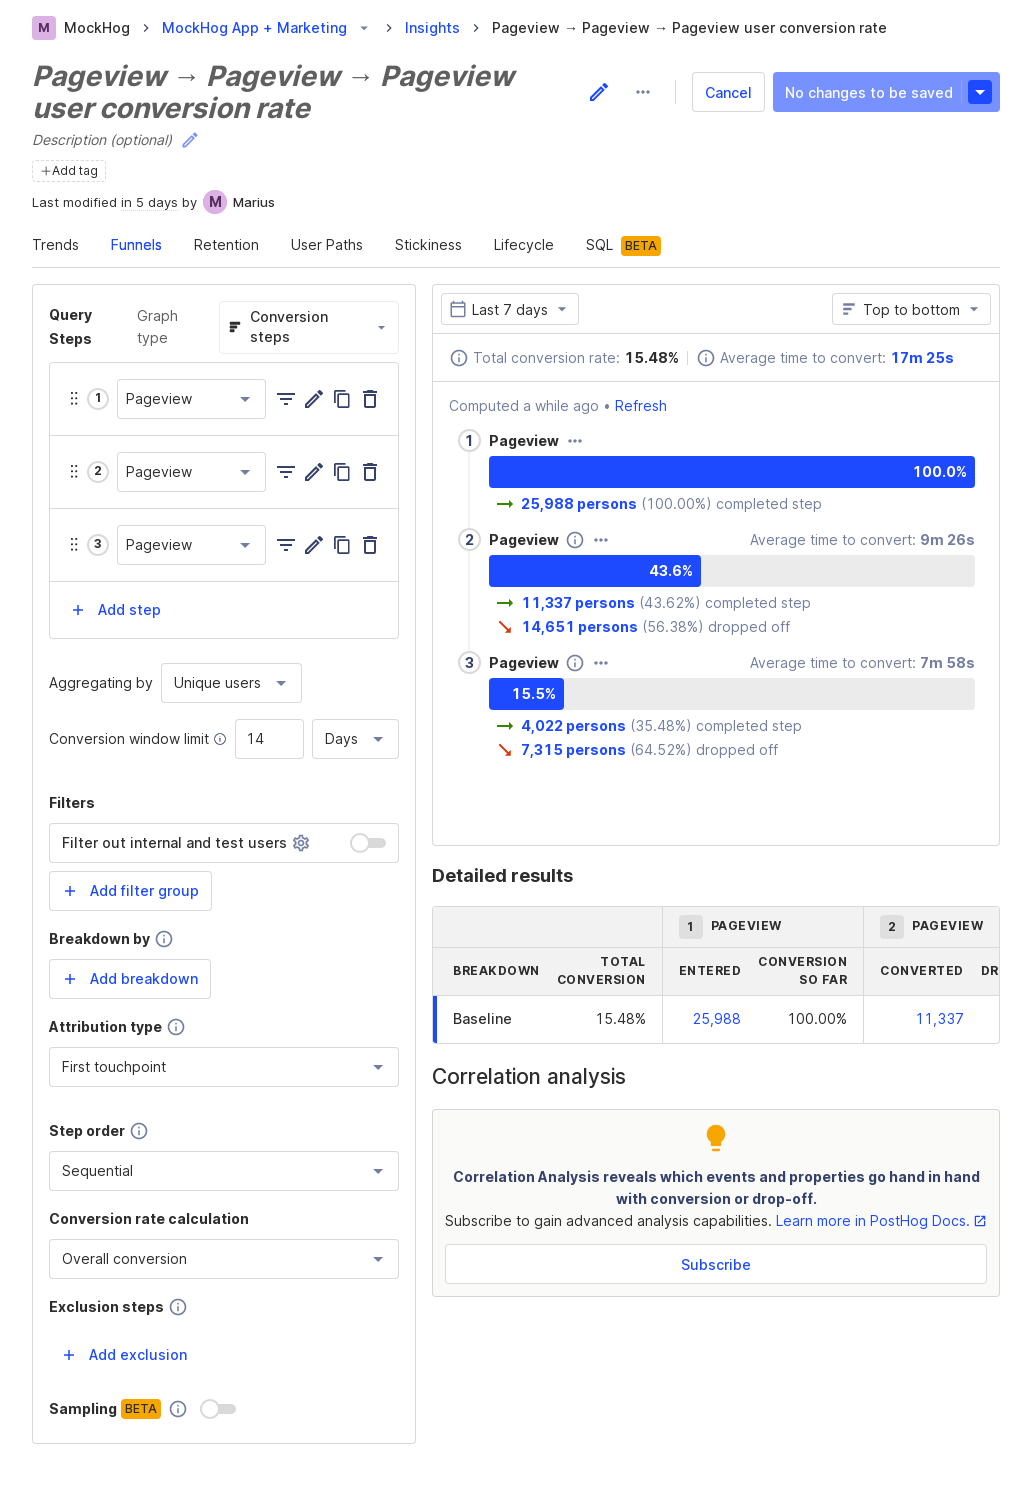 M MockHog > MockHog App + Marketing > Insights > Pageview → Pageview → Pageview user conversion rate
Pageview → Pageview → Pageview
user conversion rate
Cancel
No changes to be saved
Description (optional)
+Add tag
Last modified in 5 days by M Marius
Trends Funnels Retention User Paths Stickiness Lifecycle SQL BETA
Query
Steps
Graph
type
Conversion
steps
1 Pageview
2 Pageview
3 Pageview
+ Add step
Aggregating by Unique users
Conversion window limit 14 Days
Filters
Filter out internal and test users
+ Add filter group
Breakdown by
+ Add breakdown
Attribution type
First touchpoint
Step order
Sequential
Conversion rate calculation
Overall conversion
Exclusion steps
+ Add exclusion
Sampling BETA
Last 7 days
Top to bottom
Total conversion rate: 15.48%
Average time to convert: 17m 25s
Computed a while ago • Refresh
1 Pageview
100.0%
→ 25,988 persons (100.00%) completed step
2 Pageview
Average time to convert: 9m 26s
43.6%
→ 11,337 persons (43.62%) completed step
↘ 14,651 persons (56.38%) dropped off
3 Pageview
Average time to convert: 7m 58s
15.5%
→ 4,022 persons (35.48%) completed step
↘ 7,315 persons (64.52%) dropped off
Detailed results
1 PAGEVIEW
2 PAGEVIEW
BREAKDOWN
TOTAL
CONVERSION
ENTERED
CONVERSION
SO FAR
CONVERTED
DR
Baseline 15.48% 25,988 100.00% 11,337
Correlation analysis
Correlation Analysis reveals which events and properties go hand in hand
with conversion or drop-off.
Subscribe to gain advanced analysis capabilities. Learn more in PostHog Docs.
Subscribe